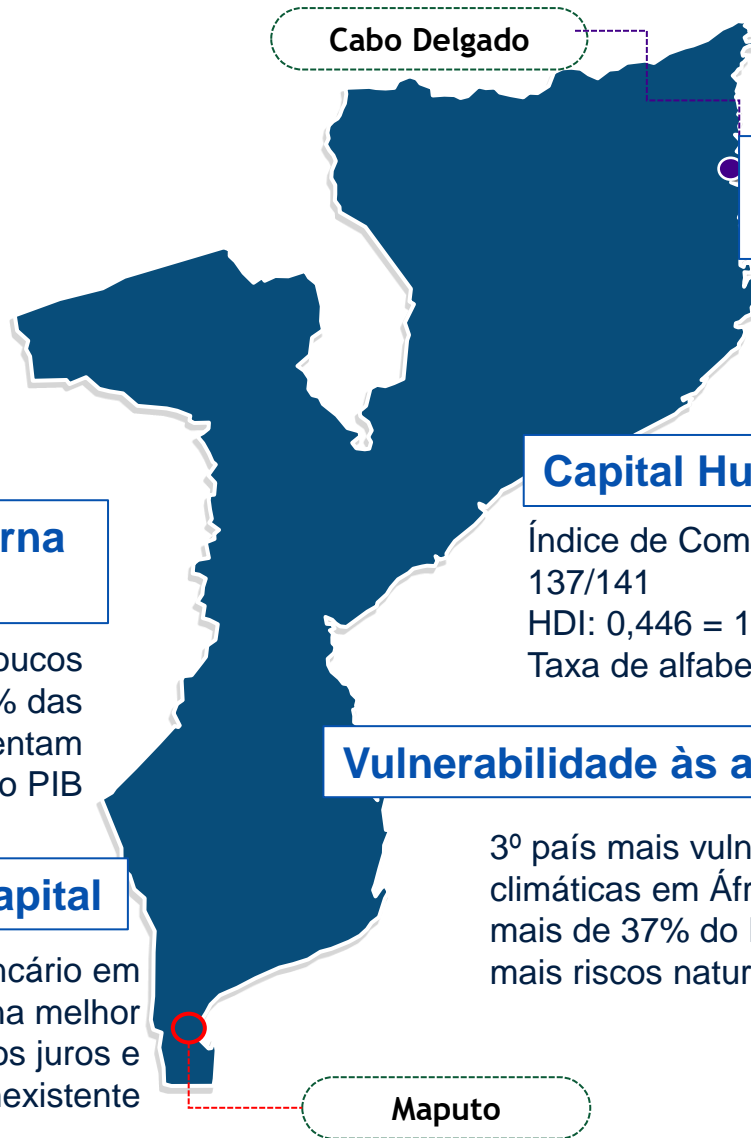 Cabo Delgado
Capital Hu
Índice de Com
137/141
HDI: 0,446 = 1
Taxa de alfabe
rna
oucos
% das
entam
o PIB
Vulnerabilidade às a
3º país mais vuln
climáticas em Áfr
mais de 37% do
mais riscos natur
apital
ncário em
na melhor
os juros e
nexistente
Maputo